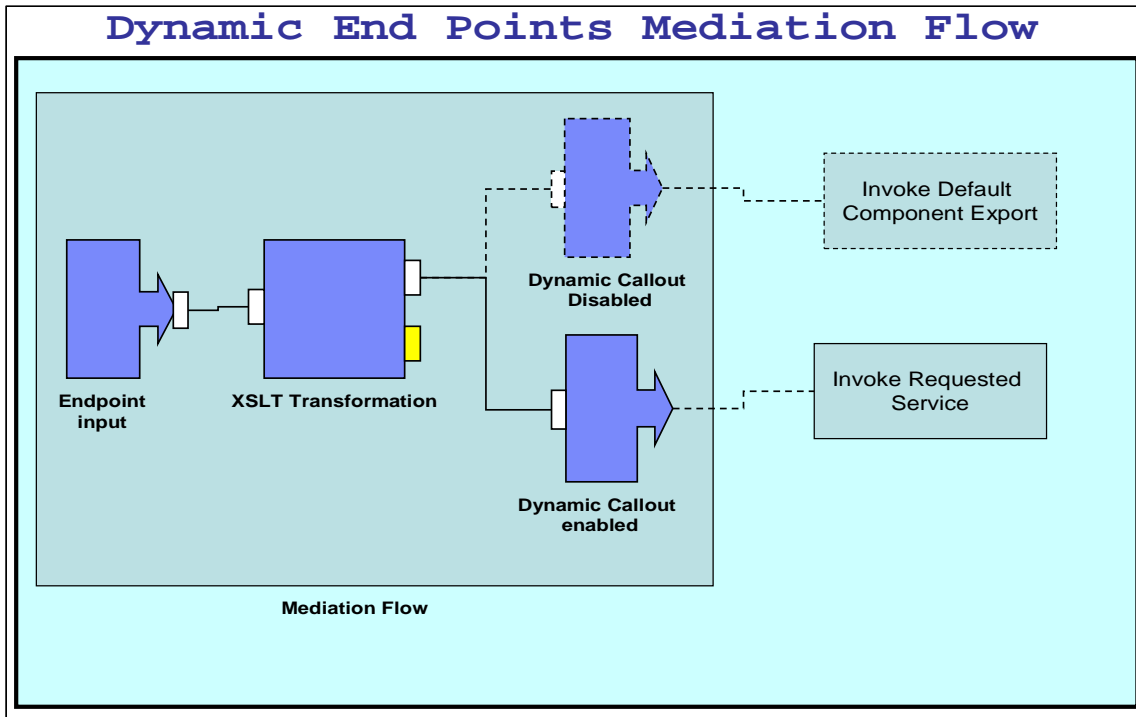 Dynamic End Points Mediation Flow
Invoke Default
Component Export
Dynamic Callout
Disabled
Endpoint
input
XSLT Transformation
Invoke Requested
Service
Dynamic Callout
enabled
Mediation Flow